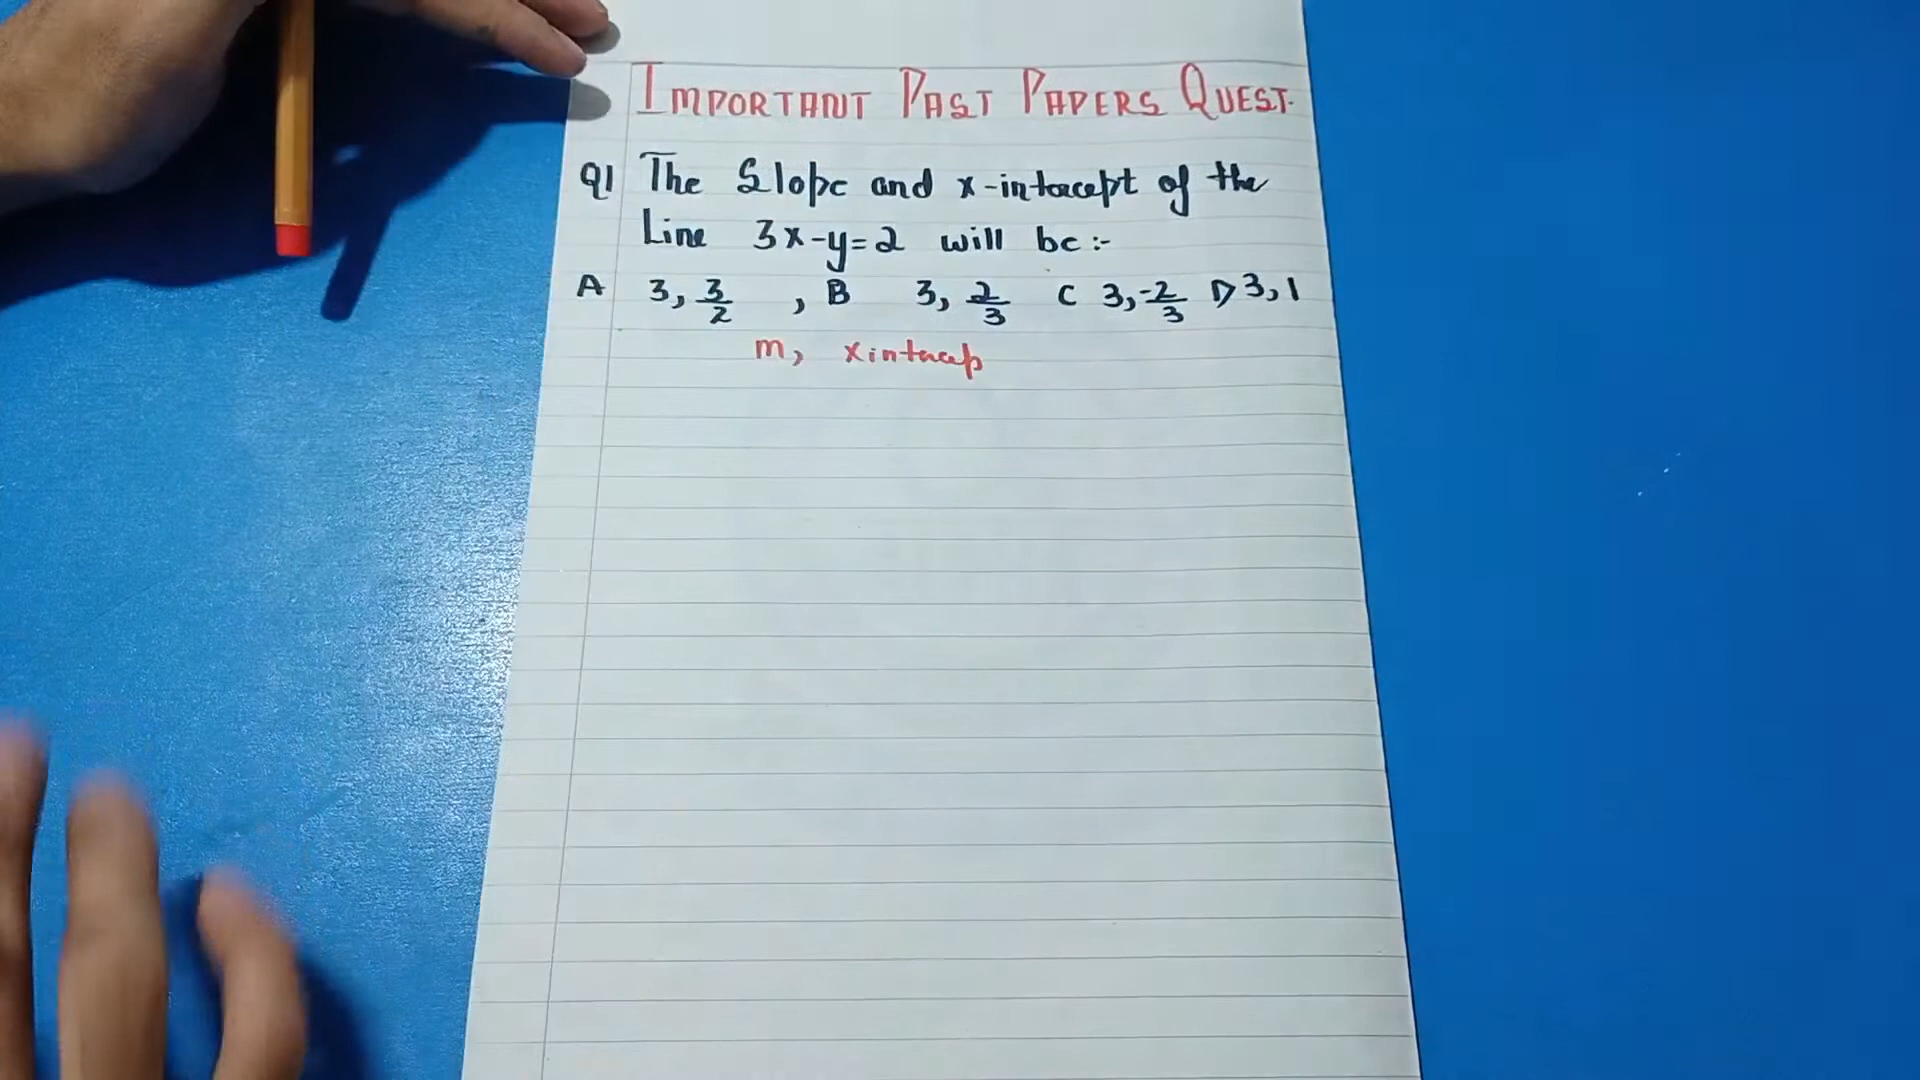 IMPORTANT PAST PAPERS QUEST.
Q1 The Slope and x-intercept of the
Line 3x-y=2 will be:-
A 3, 3/2 , B 3, 2/3 C 3, -2/3 D 3, 1
m, xintercep